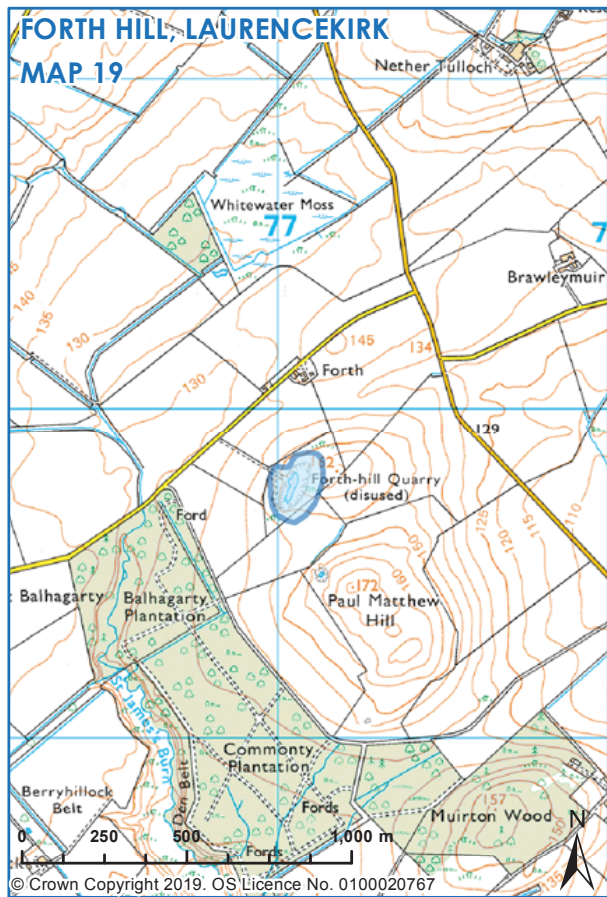 FORTH HILL, LAURENCEKIRK
MAP 19
Nether Tulloch
Whitewater Moss
77
7
Brawleymuir
140
135
130
145
134
130
Forth
129
Forth-hill Quarry
(disused)
125
115
110
120
160
Ford
172
160
Balhagarty
Balhagarty
Plantation
Paul Matthew
Hill
St James's Burn
Den Belt
Commonty
Plantation
Berryhillock
Belt
Fords
157
Muirton Wood
N
0 250 500 1,000 m
Fords
150
135
© Crown Copyright 2019. OS Licence No. 0100020767